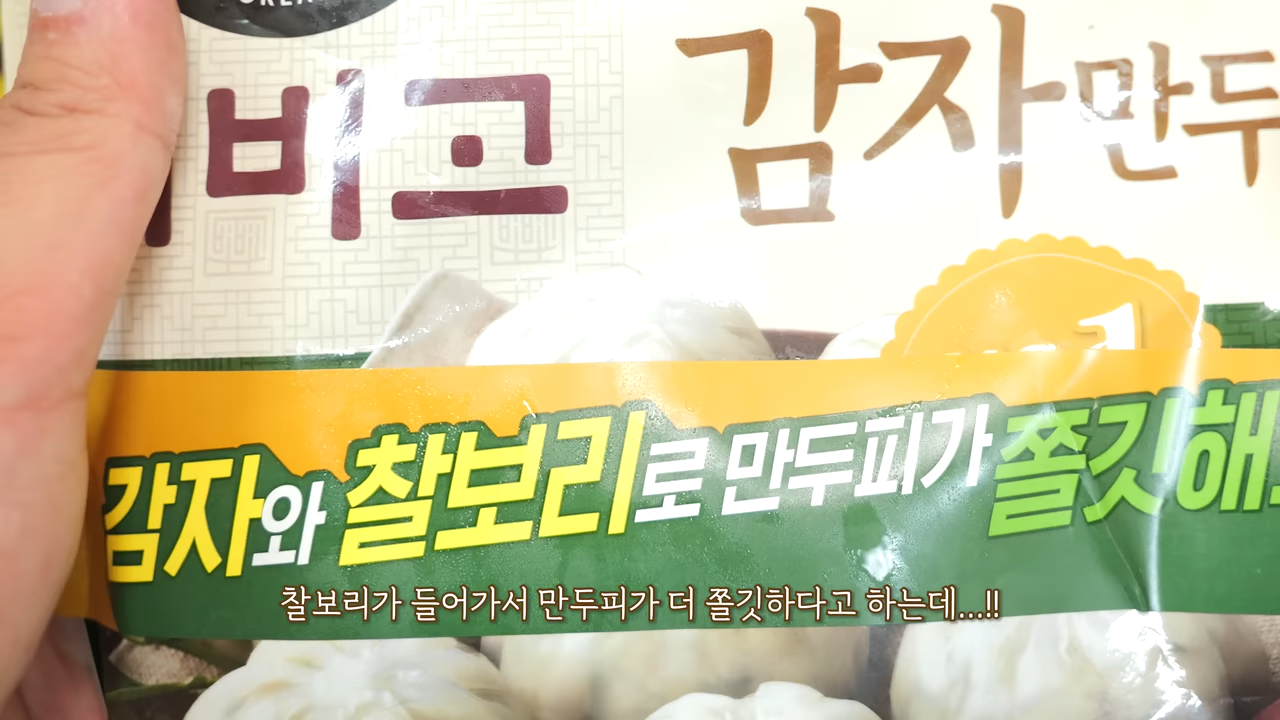 비고
감자만두
1
감자와 찰보리로 만두피가 쫄깃해
찰보리가 들어가서 만두피가 더 쫄깃하다고 하는데...!!